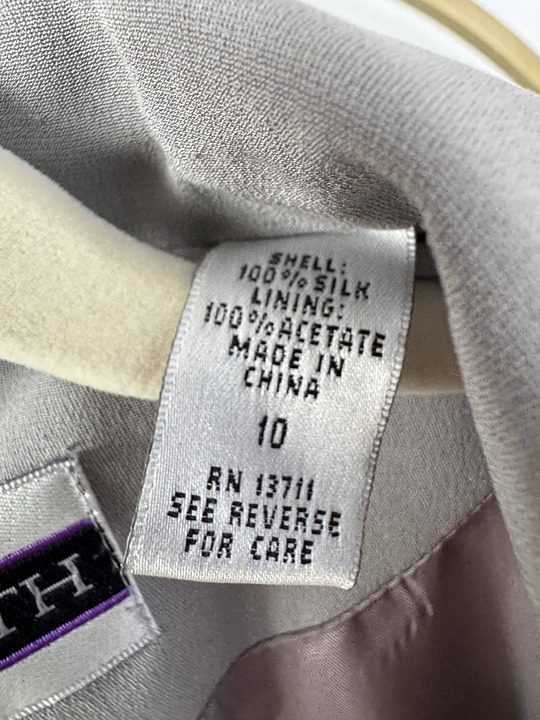 SHELL:
100% SILK
LINING:
100% ACETATE
MADE IN
CHINA
10
RN 13711
SEE REVERSE
FOR CARE
TH